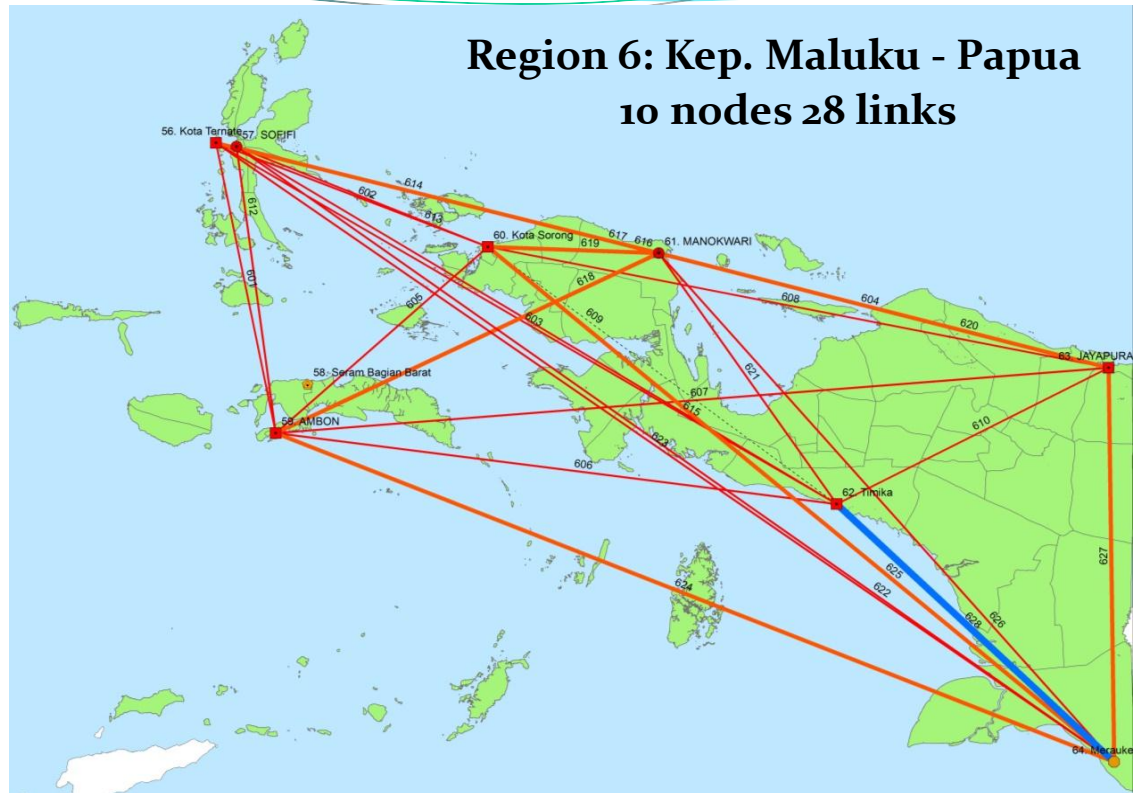 Region 6: Kep. Maluku - Papua
10 nodes 28 links
56. Kota Ternate
57. SOFIFI
614
602
613
612
60. Kota Sorong
617
616
61. MANOKWARI
619
618
601
605
603
609
608
604
620
63. JAYAPURA
58. Seram Bagian Barat
621
607
615
59. AMBON
610
623
606
62. Timika
627
625
624
622
628
626
64. Merauke